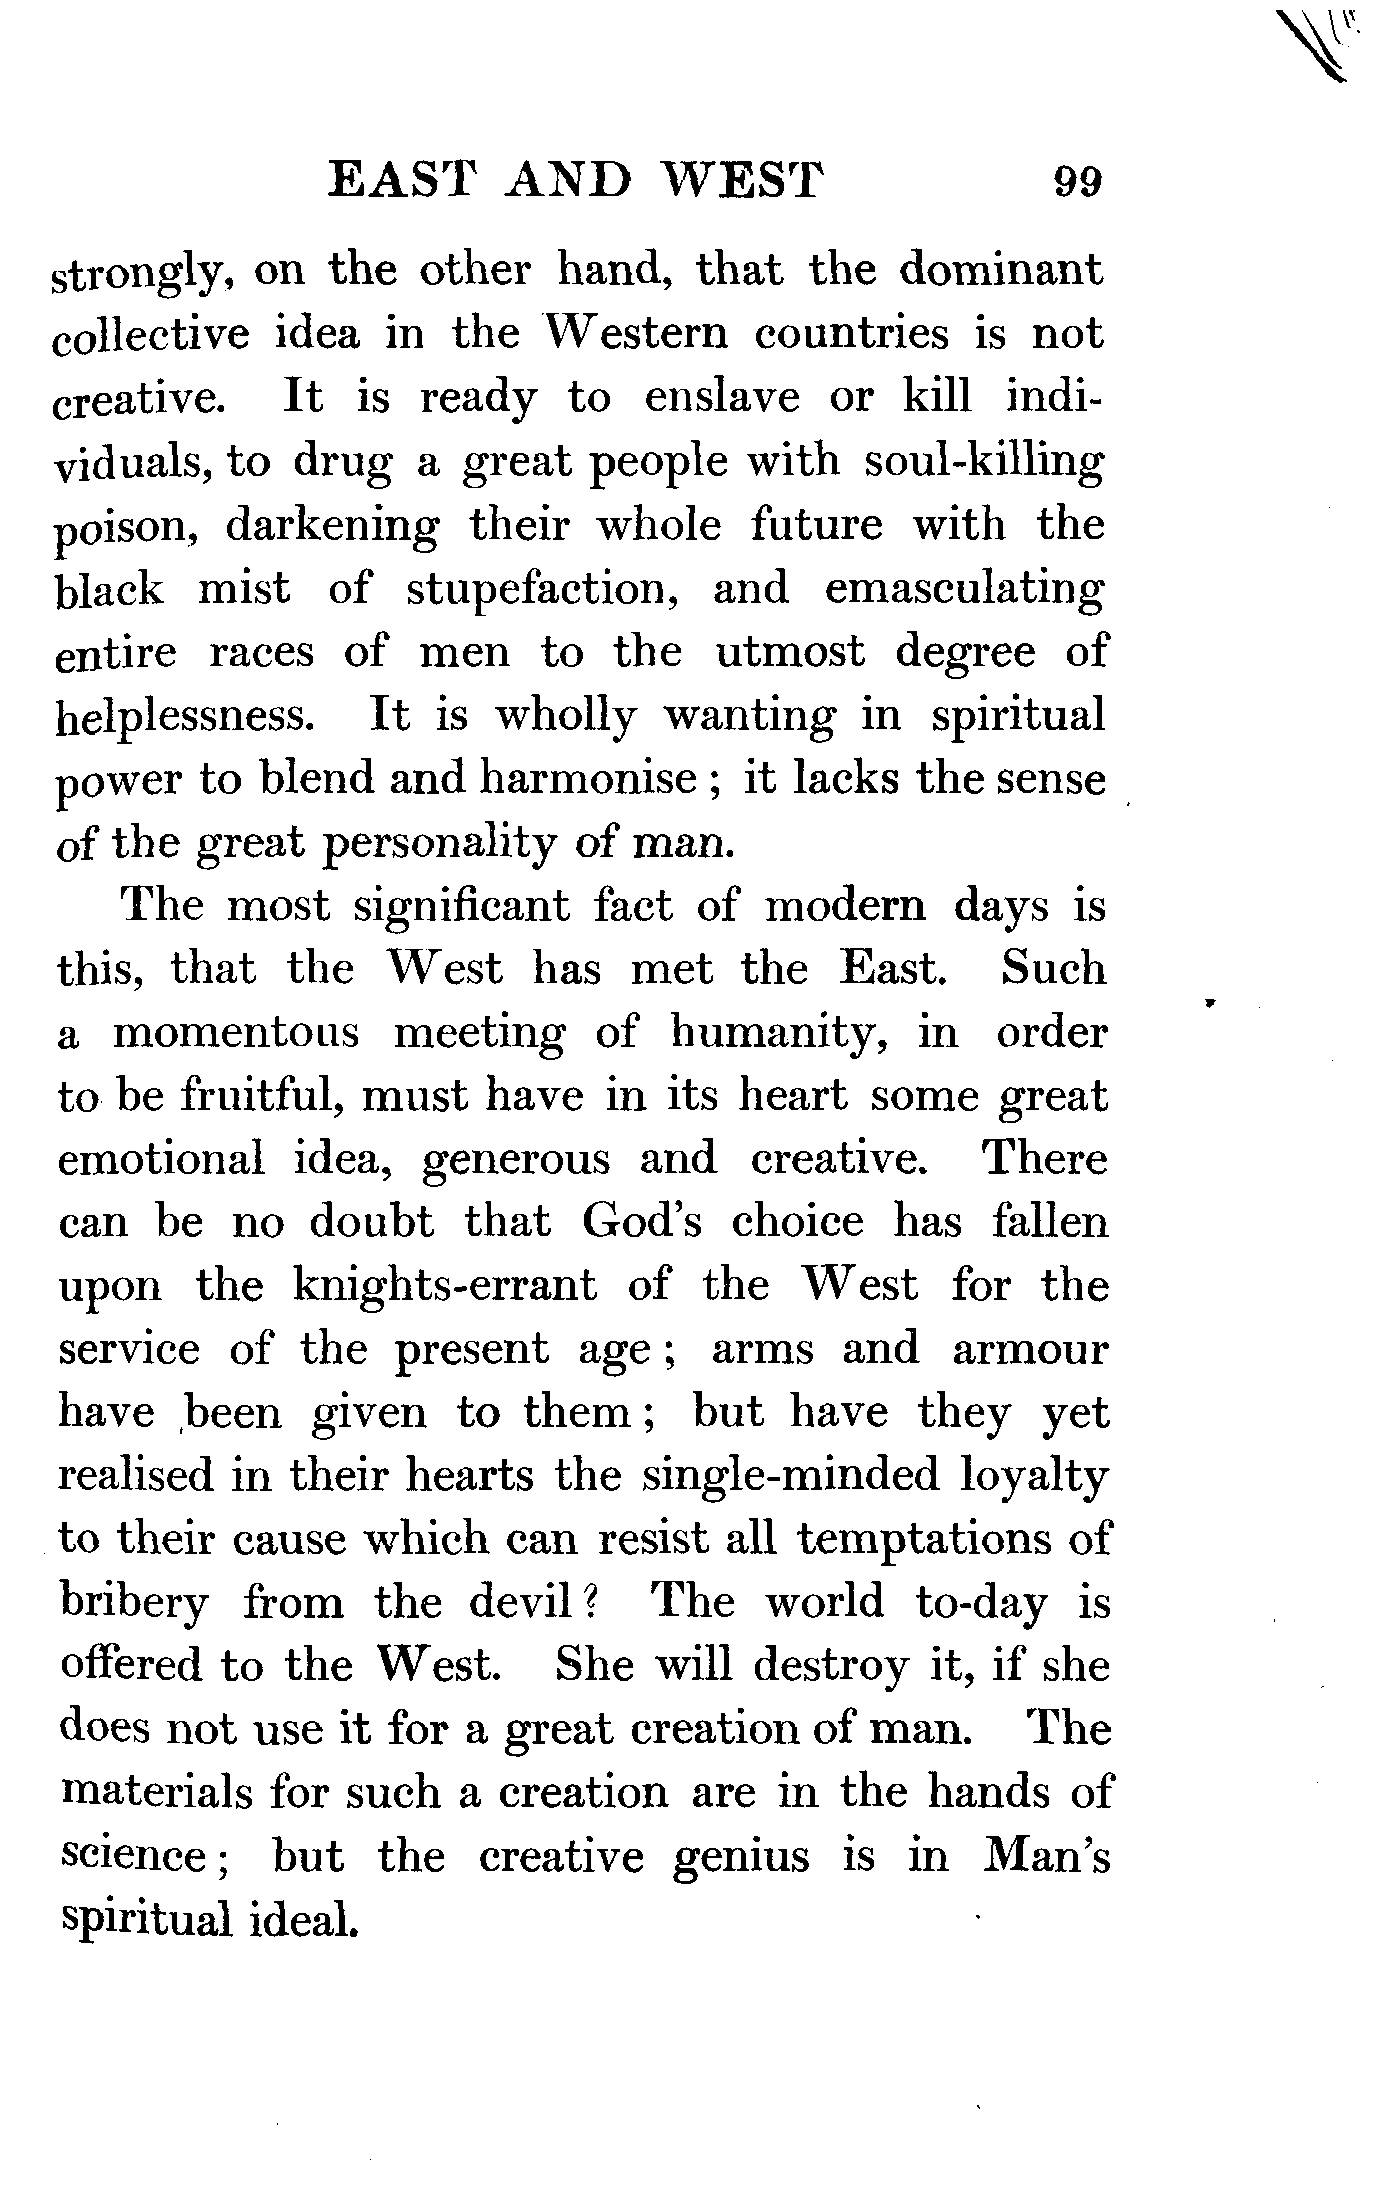 EAST AND WEST 99
strongly, on the other hand, that the dominant
collective idea in the Western countries is not
creative. It is ready to enslave or kill indi-
viduals, to drug a great people with soul-killing
poison, darkening their whole future with the
black mist of stupefaction, and emasculating
entire races of men to the utmost degree of
helplessness. It is wholly wanting in spiritual
power to blend and harmonise ; it lacks the sense
of the great personality of man.
The most significant fact of modern days is
this, that the West has met the East. Such
a momentous meeting of humanity, in order
to be fruitful, must have in its heart some great
emotional idea, generous and creative. There
can be no doubt that God's choice has fallen
upon the knights-errant of the West for the
service of the present age ; arms and armour
have been given to them ; but have they yet
realised in their hearts the single-minded loyalty
to their cause which can resist all temptations of
bribery from the devil ? The world to-day is
offered to the West. She will destroy it, if she
does not use it for a great creation of man. The
materials for such a creation are in the hands of
science ; but the creative genius is in Man's
spiritual ideal.